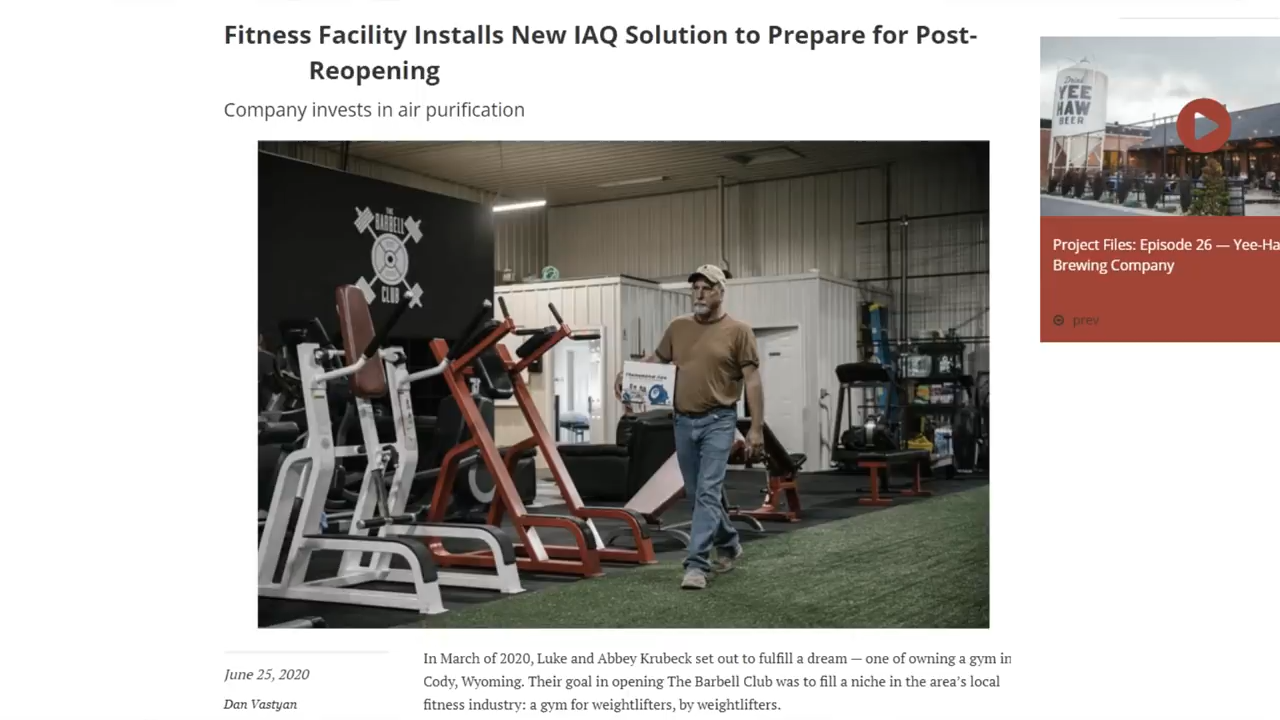 Fitness Facility Installs New IAQ Solution to Prepare for Post-
Reopening
Company invests in air purification
THE
BARBELL
CLUB
Drink
YEE
HAW
BEER
Project Files: Episode 26 — Yee-Ha
Brewing Company
prev
June 25, 2020
Dan Vastyan
In March of 2020, Luke and Abbey Krubeck set out to fulfill a dream — one of owning a gym in
Cody, Wyoming. Their goal in opening The Barbell Club was to fill a niche in the area’s local
fitness industry: a gym for weightlifters, by weightlifters.